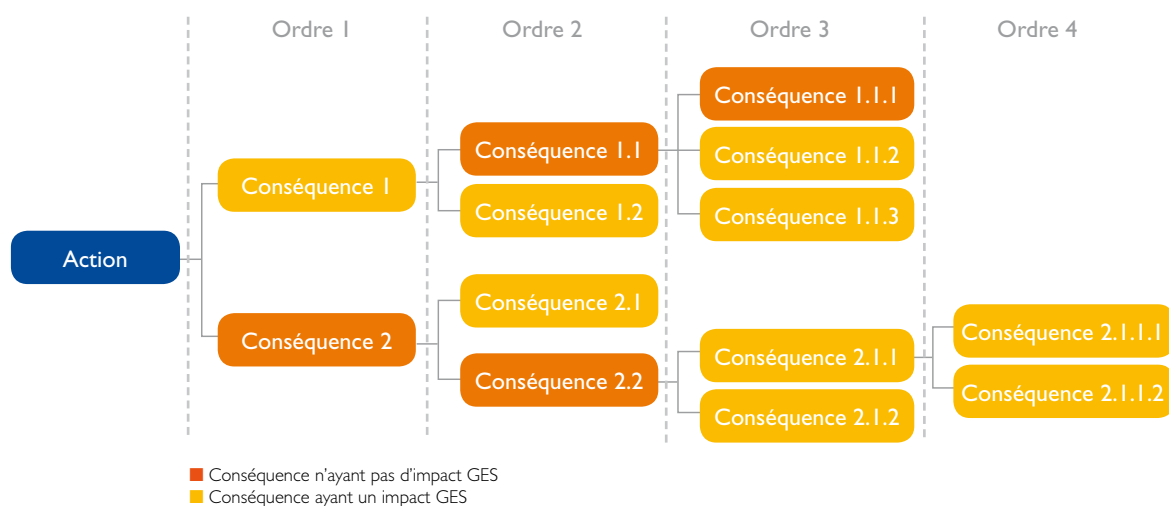 Ordre 1
Ordre 2
Ordre 3
Ordre 4
Conséquence 1.1.1
Conséquence 1.1
Conséquence 1.1.2
Conséquence 1
Conséquence 1.2
Conséquence 1.1.3
Action
Conséquence 2.1
Conséquence 2.1.1.1
Conséquence 2
Conséquence 2.1.1
Conséquence 2.2
Conséquence 2.1.1.2
Conséquence 2.1.2
Conséquence n'ayant pas d'impact GES
Conséquence ayant un impact GES